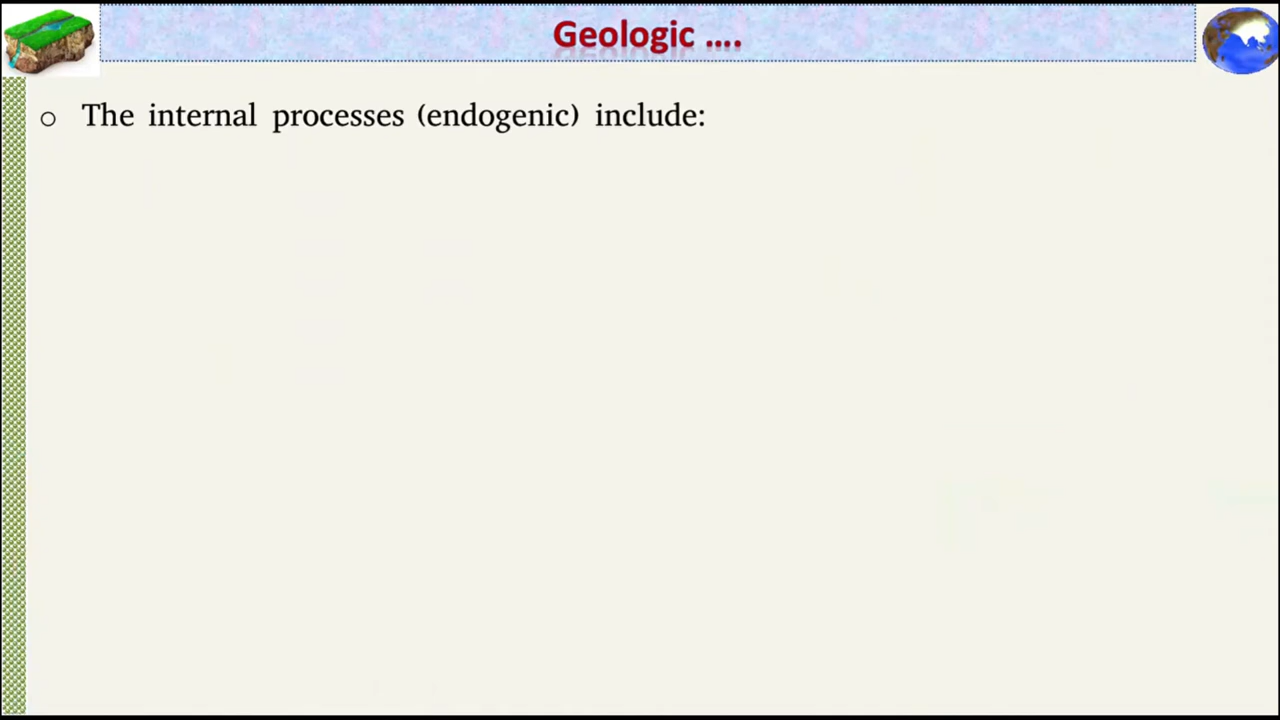 Geologic ....
o The internal processes (endogenic) include: